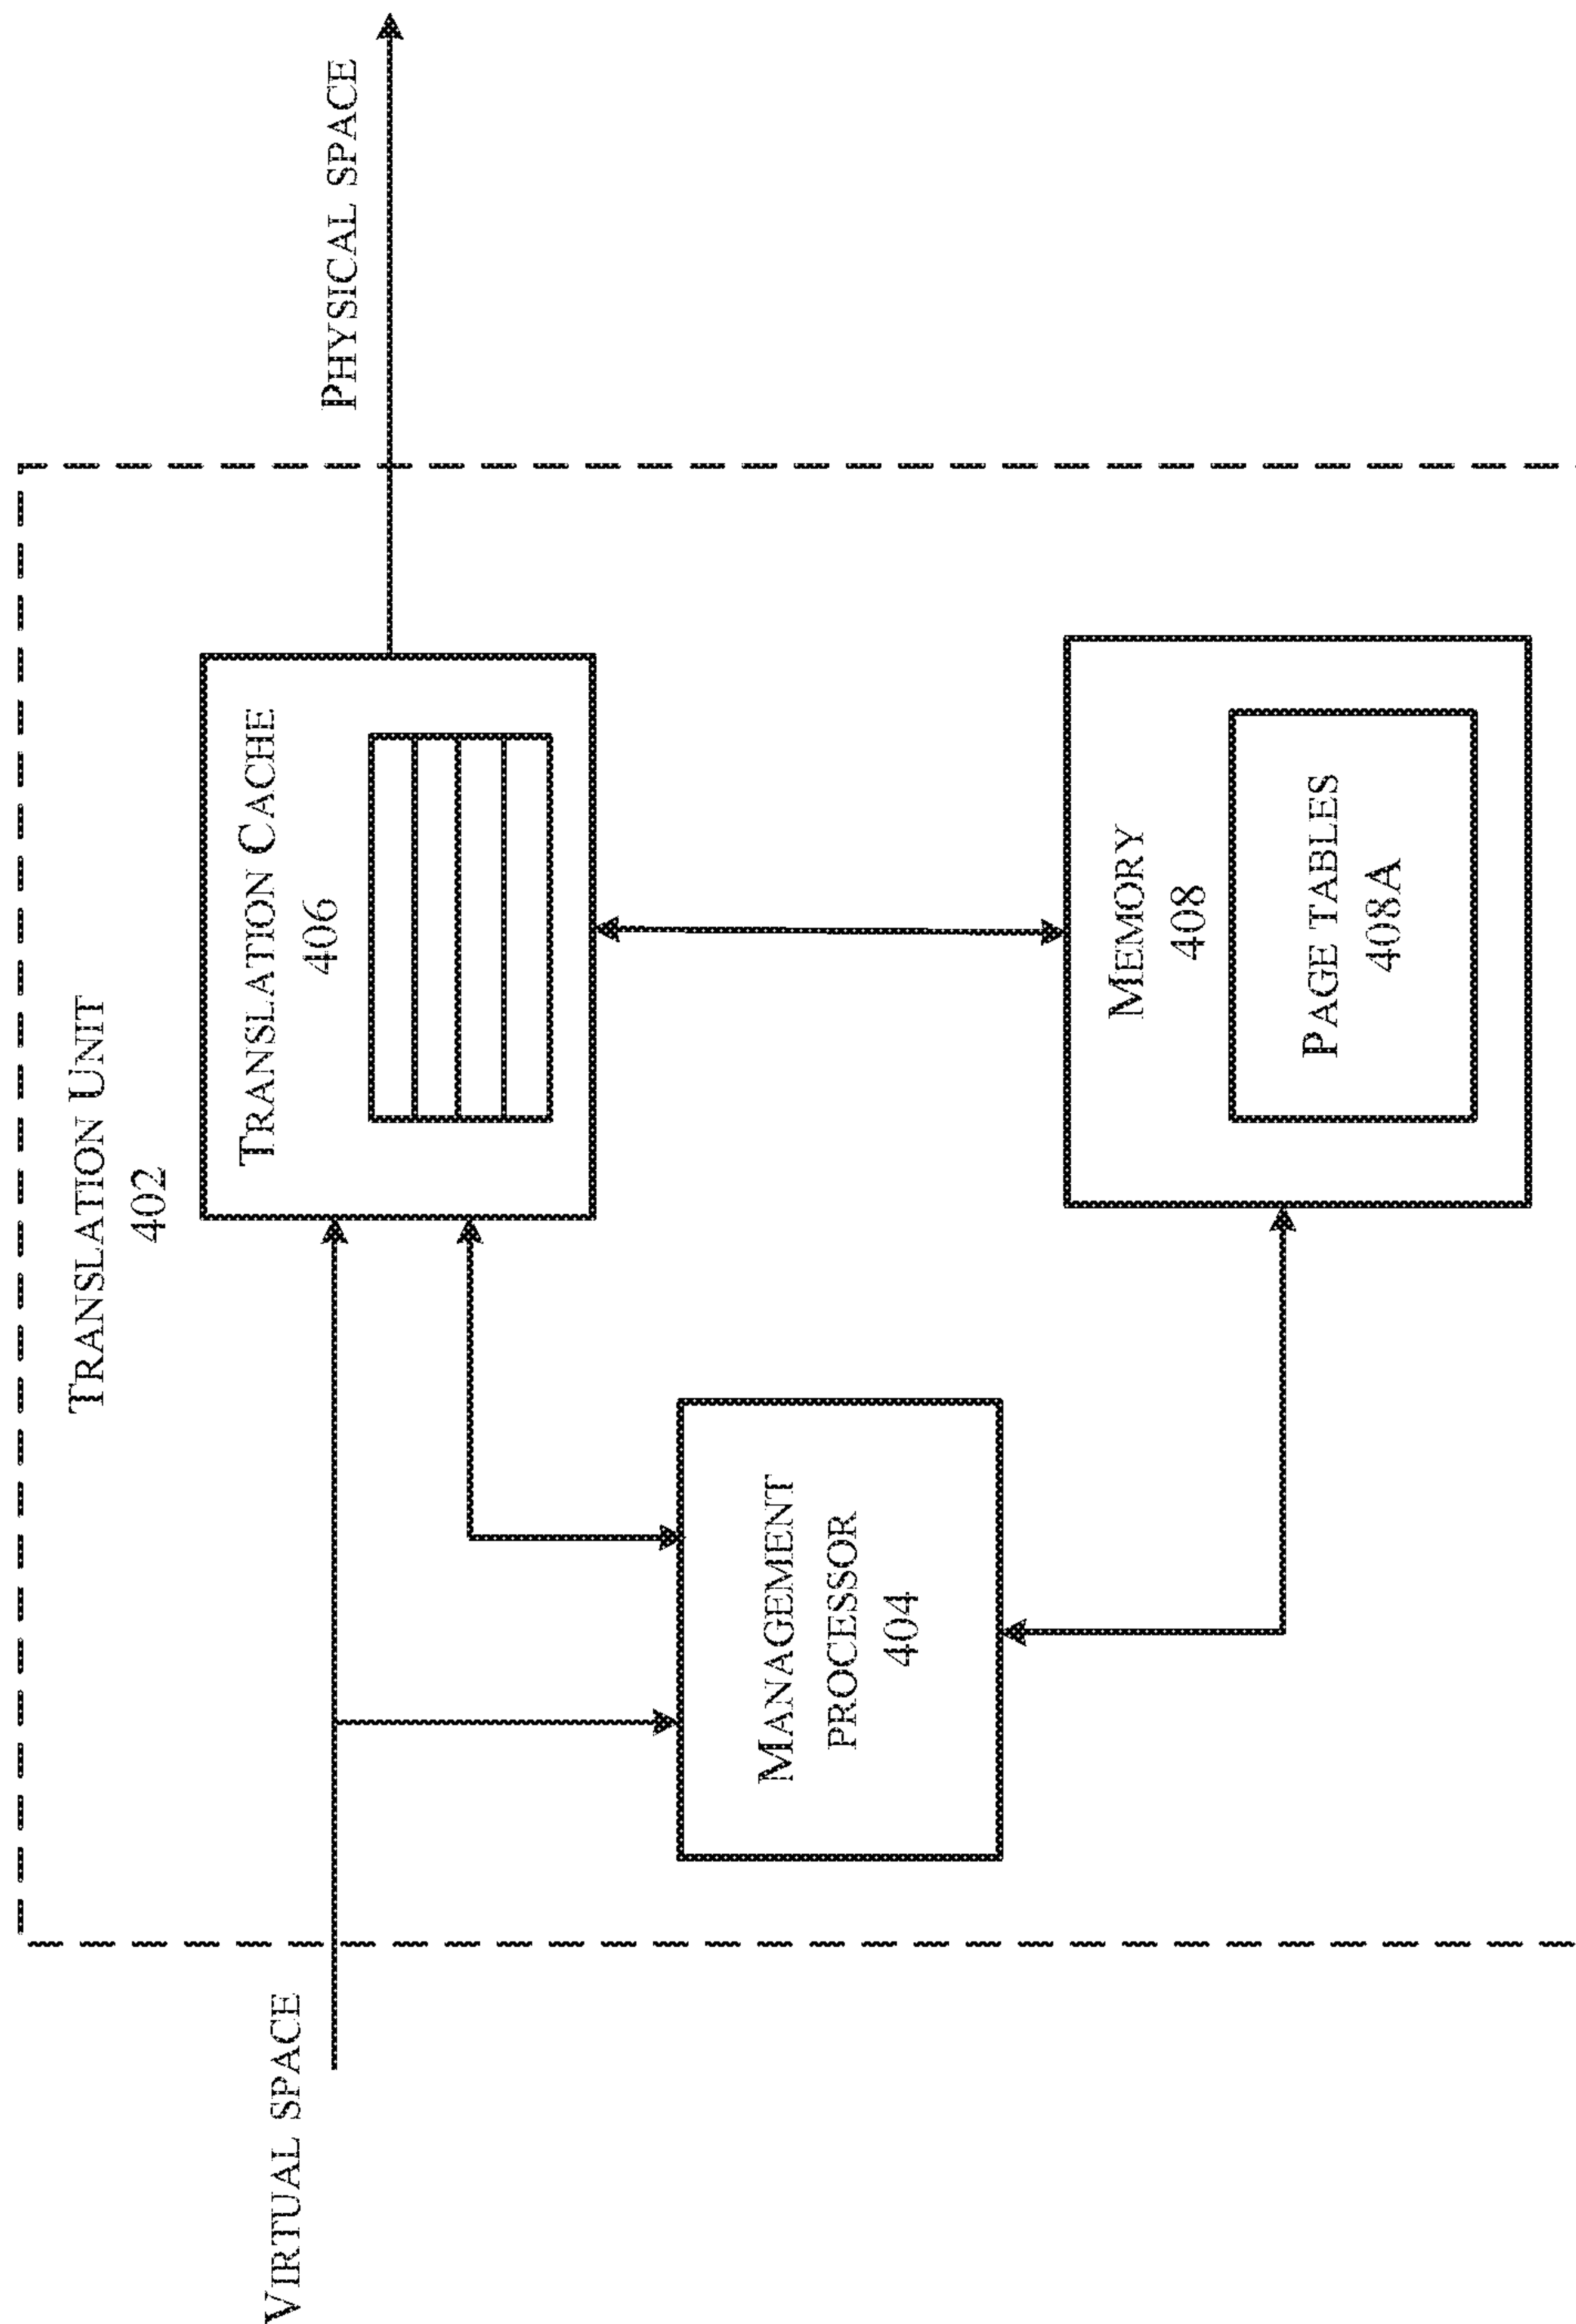 TRANSLATION UNIT
402
VIRTUAL SPACE
PHYSICAL SPACE
TRANSLATION CACHE
406
MANAGEMENT
PROCESSOR
404
MEMORY
408
PAGE TABLES
408A